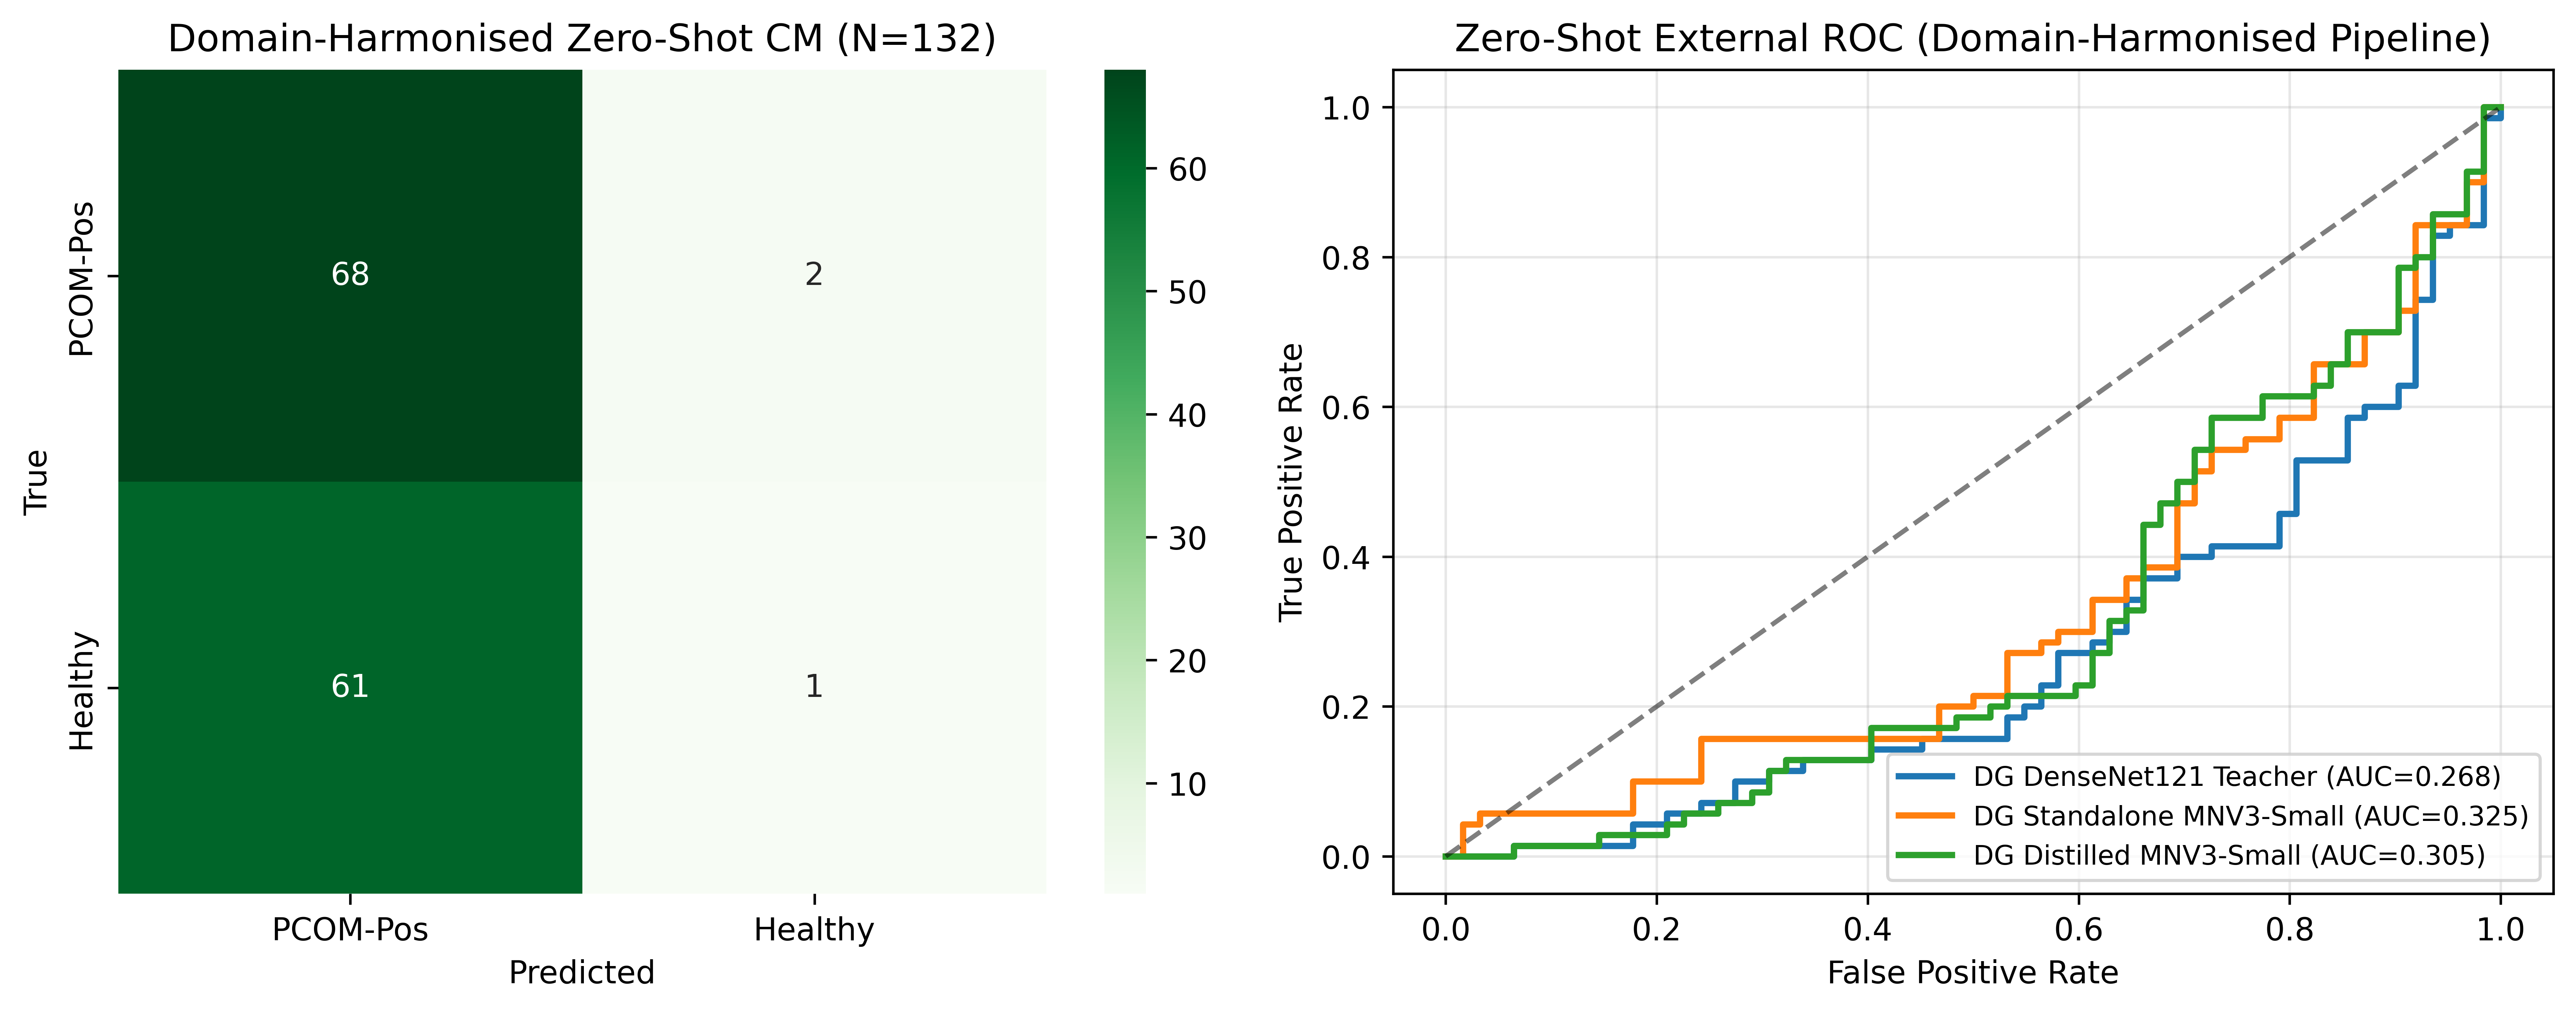 Domain-Harmonised Zero-Shot CM (N=132)
True
PCOM-Pos
Healthy
68
2
61
1
PCOM-Pos
Healthy
Predicted
60
50
40
30
20
10
Zero-Shot External ROC (Domain-Harmonised Pipeline)
True Positive Rate
1.0
0.8
0.6
0.4
0.2
0.0
DG DenseNet121 Teacher (AUC=0.268)
DG Standalone MNV3-Small (AUC=0.325)
DG Distilled MNV3-Small (AUC=0.305)
0.0
0.2
0.4
0.6
0.8
1.0
False Positive Rate